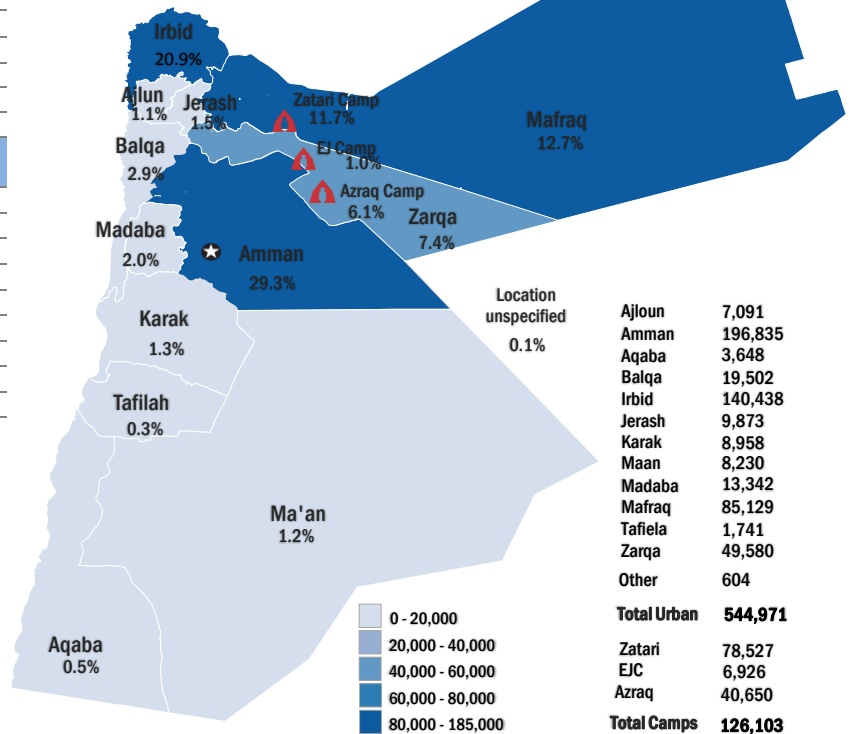 Irbid
20.9%
Ajlun
1.1%
Jerash
1.5%
Zatari Camp
11.7%
Mafraq
12.7%
Balqa
2.9%
EJ Camp
1.0%
Azraq Camp
6.1%
Zarqa
7.4%
Madaba
2.0%
Amman
29.3%
Location
unspecified
0.1%
Karak
1.3%
Tafilah
0.3%
Ma'an
1.2%
Aqaba
0.5%
0 - 20,000
20,000 - 40,000
40,000 - 60,000
60,000 - 80,000
80,000 - 185,000
Ajloun 7,091
Amman 196,835
Aqaba 3,648
Balqa 19,502
Irbid 140,438
Jerash 9,873
Karak 8,958
Maan 8,230
Madaba 13,342
Mafraq 85,129
Tafiela 1,741
Zarqa 49,580
Other 604
Total Urban 544,971
Zatari 78,527
EJC 6,926
Azraq 40,650
Total Camps 126,103